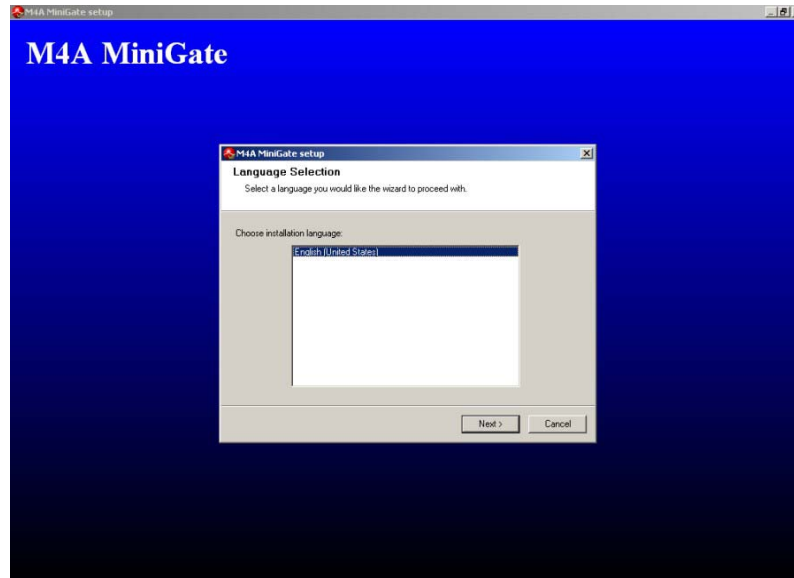 M4A MiniGate setup
M4A MiniGate
M4A MiniGate setup
Language Selection
Select a language you would like the wizard to proceed with.
Choose installation language:
English (United States)
Next >
Cancel